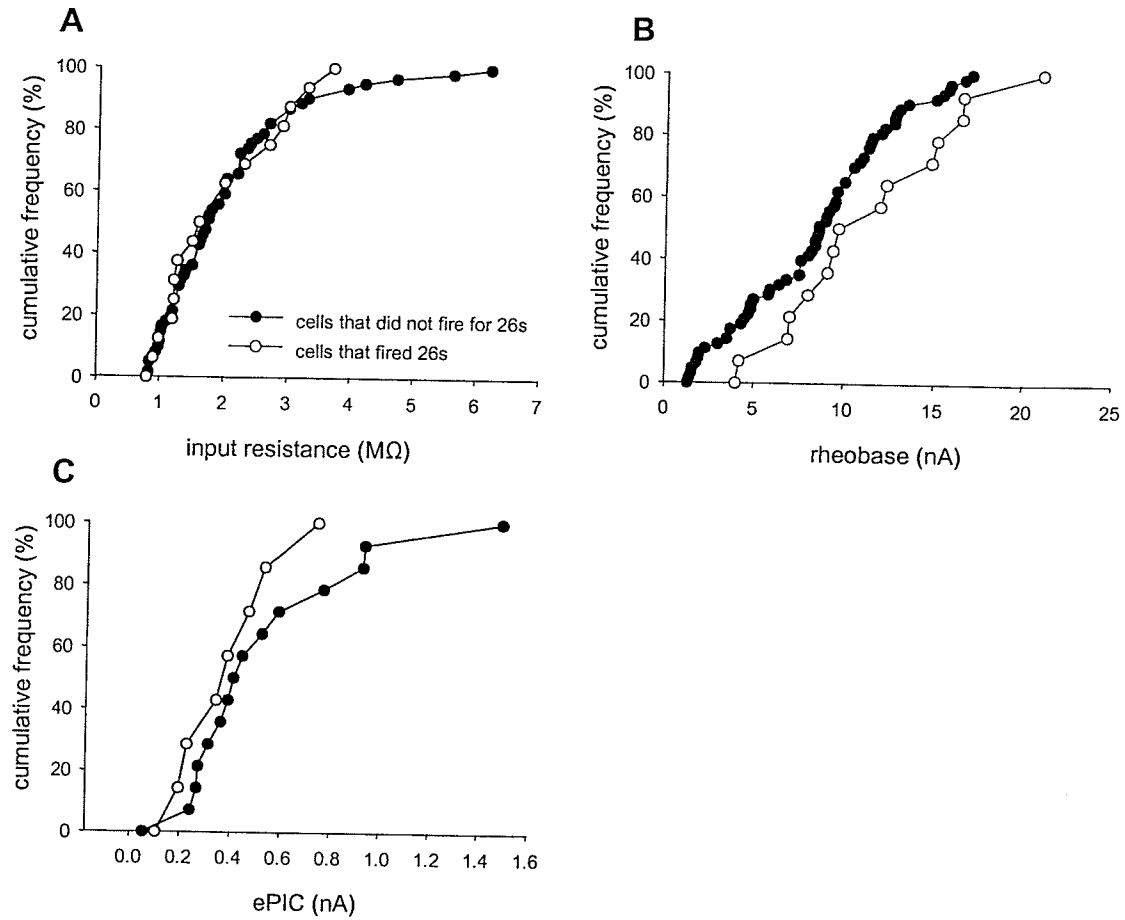 A
cumulative frequency (%)
100
80
60
40
20
0
0 1 2 3 4 5 6 7
input resistance (MΩ)
cells that did not fire for 26s
cells that fired 26s
B
cumulative frequency (%)
100
80
60
40
20
0
0 5 10 15 20 25
rheobase (nA)
C
cumulative frequency (%)
100
80
60
40
20
0
0.0 0.2 0.4 0.6 0.8 1.0 1.2 1.4 1.6
ePIC (nA)